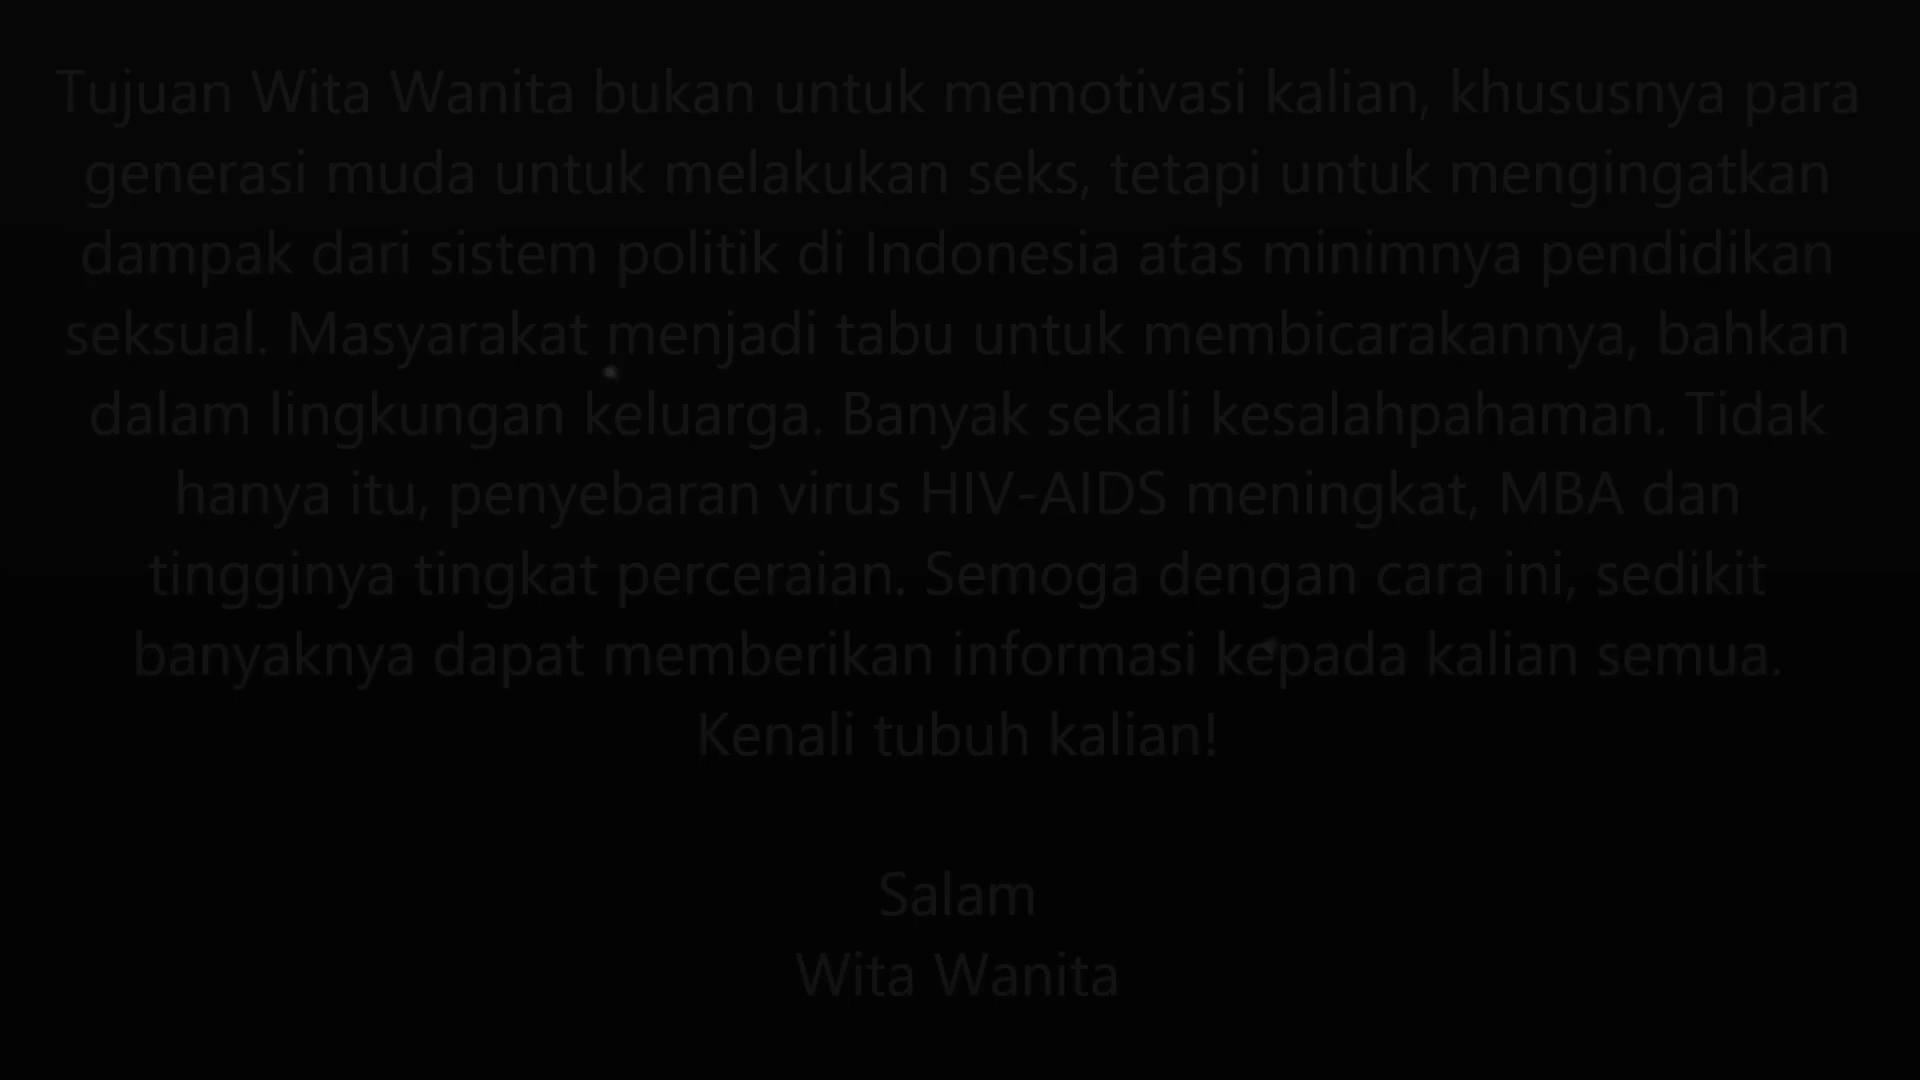 Tujuan Wita Wanita bukan untuk memotivasi kalian, khususnya para
generasi muda untuk melakukan seks, tetapi untuk mengingatkan
dampak dari sistem politik di Indonesia atas minimnya pendidikan
seksual. Masyarakat menjadi tabu untuk membicarakannya, bahkan
dalam lingkungan keluarga. Banyak sekali kesalahpahaman. Tidak
hanya itu, penyebaran virus HIV-AIDS meningkat, MBA dan
tingginya tingkat perceraian. Semoga dengan cara ini, sedikit
banyaknya dapat memberikan informasi kepada kalian semua.
Kenali tubuh kalian!
Salam
Wita Wanita